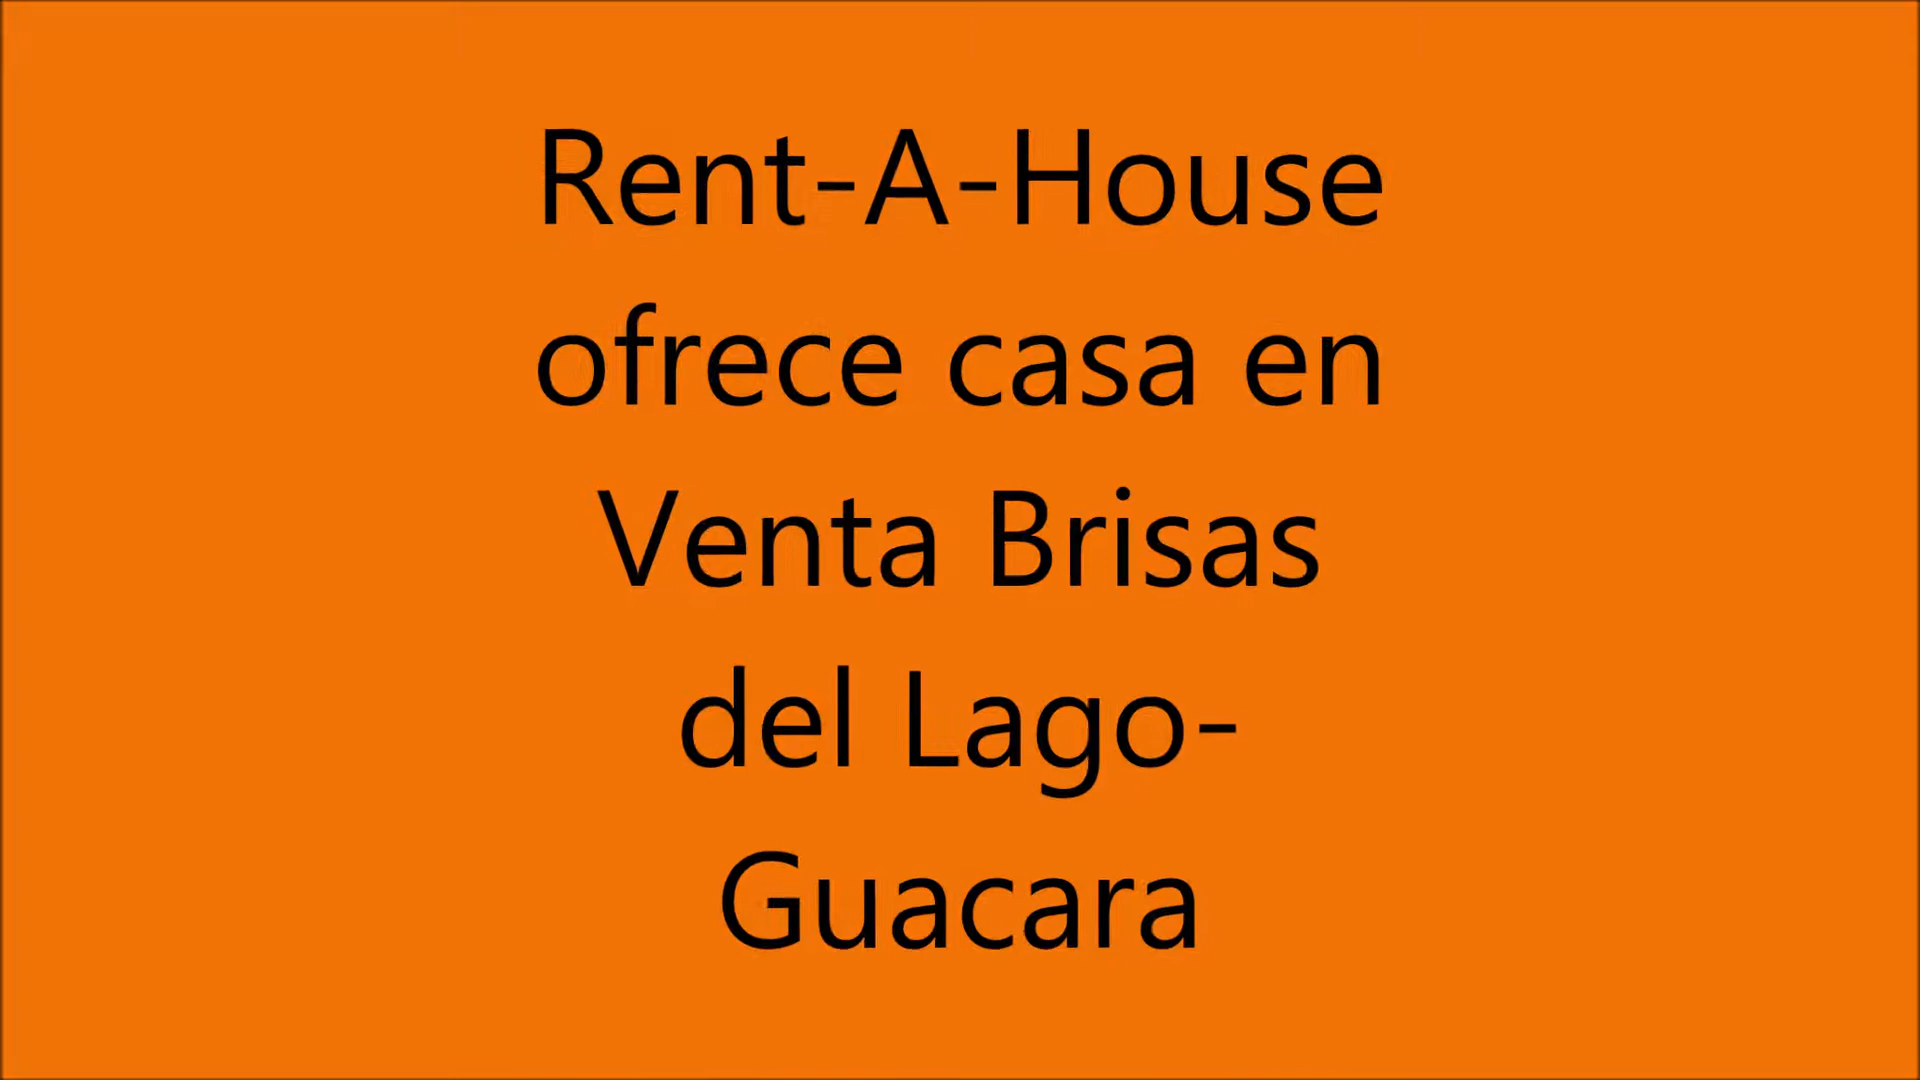 Rent-A-House
ofrece casa en
Venta Brisas
del Lago-
Guacara